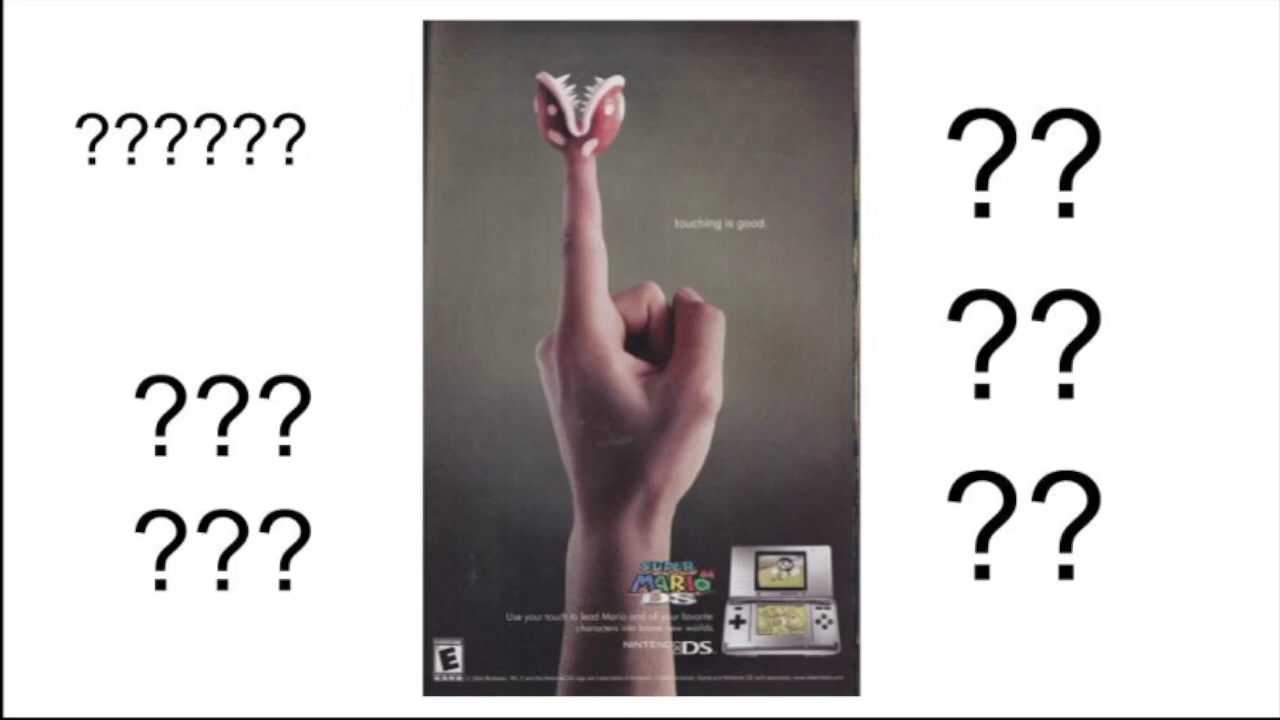 ??????
???
???
touching is good.
SUPER
MARIO 64
DS
Use your touch to lead Mario and all your favorite
characters into brave new worlds.
NINTENDO DS
E
??
??
??